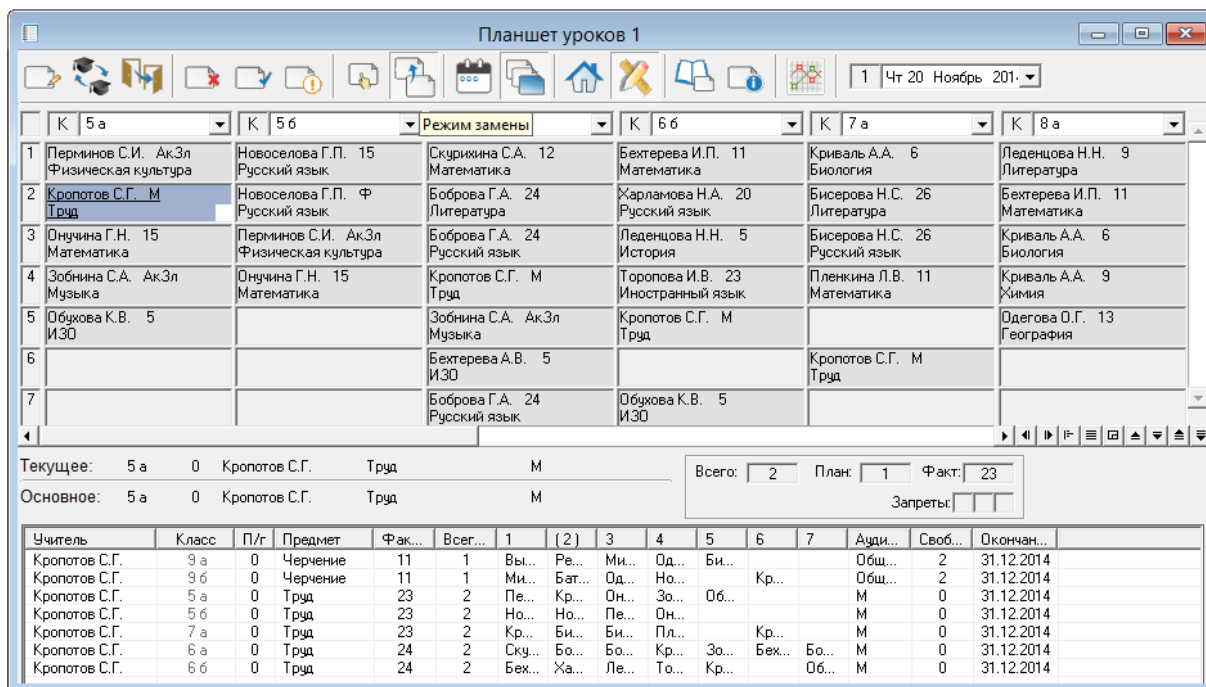 Планшет уроков 1
1 Чт 20 Ноябрь 201
К 5 а К 5 б Режим замены К 6 б К 7 а К 8 а
1 Перминов С.И. АкЗл Новоселова Г.П. 15 Скурихина С.А. 12 Бехтерева И.П. 11 Криваль А.А. 6 Леденцова Н.Н. 9
Физическая культура Русский язык Математика Математика Биология Литература
2 Кропотов С.Г. М Новоселова Г.П. Ф Боброва Г.А. 24 Харламова Н.А. 20 Бисерова Н.С. 26 Бехтерева И.П. 11
Труд Русский язык Литература Русский язык Литература Математика
3 Онучина Г.Н. 15 Перминов С.И. АкЗл Боброва Г.А. 24 Леденцова Н.Н. 5 Бисерова Н.С. 26 Криваль А.А. 6
Математика Физическая культура Русский язык История Русский язык Биология
4 Зобнина С.А. АкЗл Онучина Г.Н. 15 Кропотов С.Г. М Торопова И.В. 23 Пленкина Л.В. 11 Криваль А.А. 9
Музыка Математика Труд Иностранный язык Математика Химия
5 Обухова К.В. 5 Зобнина С.А. АкЗл Кропотов С.Г. М Одегова О.Г. 13
ИЗО Музыка Труд География
6 Бехтерева А.В. 5 Кропотов С.Г. М
ИЗО Труд
7 Боброва Г.А. 24 Обухова К.В. 5
Русский язык ИЗО
Текущее: 5 а 0 Кропотов С.Г. Труд М Всего: 2 План: 1 Факт: 23
Основное: 5 а 0 Кропотов С.Г. Труд М Запреты:
Учитель Класс П/г Предмет Фак... Всег... 1 (2) 3 4 5 6 7 Ауди... Своб... Окончан...
Кропотов С.Г. 9 а 0 Черчение 11 1 Вы... Ре... Ми... Од... Би... Общ... 2 31.12.2014
Кропотов С.Г. 9 б 0 Черчение 11 1 Ми... Бат... Од... Но... Кр... Общ... 2 31.12.2014
Кропотов С.Г. 5 а 0 Труд 23 2 Пе... Кр... Он... Зо... Об... М 0 31.12.2014
Кропотов С.Г. 5 б 0 Труд 23 2 Но... Но... Пе... Он... М 0 31.12.2014
Кропотов С.Г. 7 а 0 Труд 23 2 Кр... Би... Би... Пл... Кр... М 0 31.12.2014
Кропотов С.Г. 6 а 0 Труд 24 2 Ску... Бо... Бо... Кр... Зо... Бех... Бо... М 0 31.12.2014
Кропотов С.Г. 6 б 0 Труд 24 2 Бех... Ха... Ле... То... Кр... Об... М 0 31.12.2014